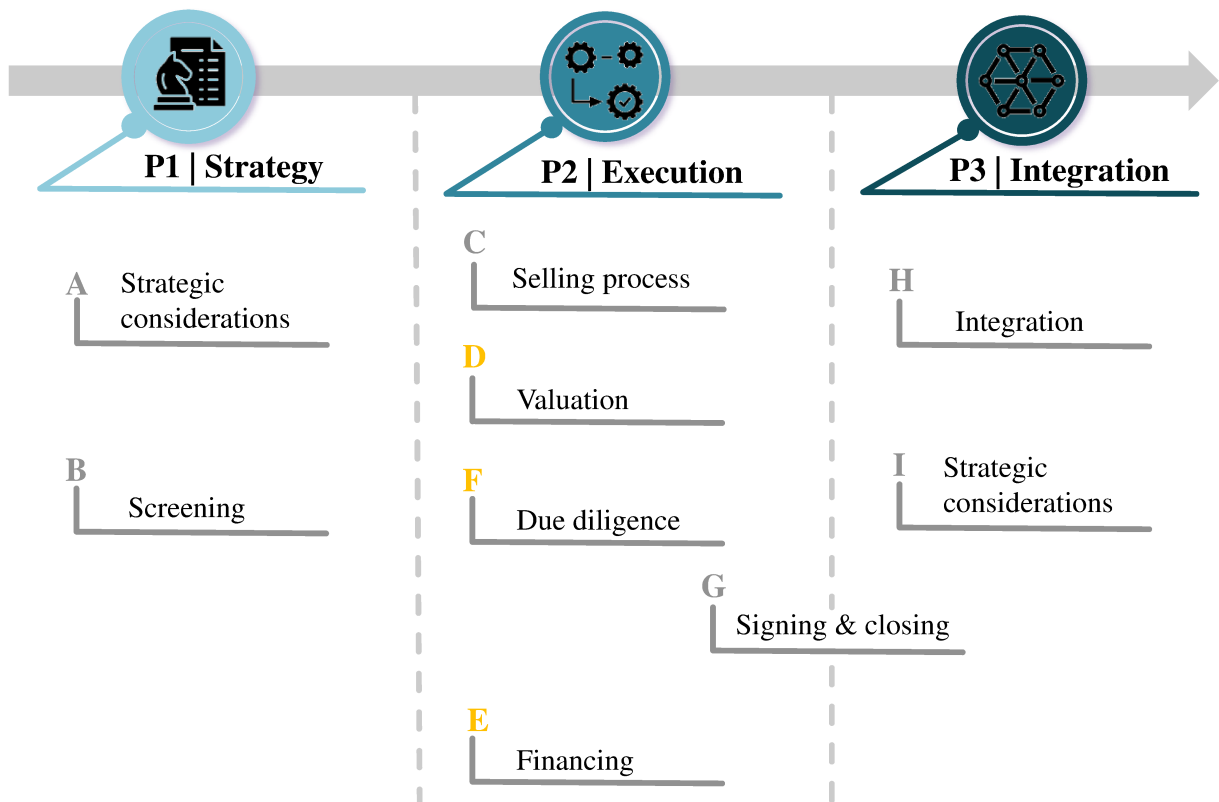 P1 | Strategy
A
Strategic
considerations
B
Screening
P2 | Execution
C
Selling process
D
Valuation
F
Due diligence
G
Signing & closing
E
Financing
P3 | Integration
H
Integration
I
Strategic
considerations